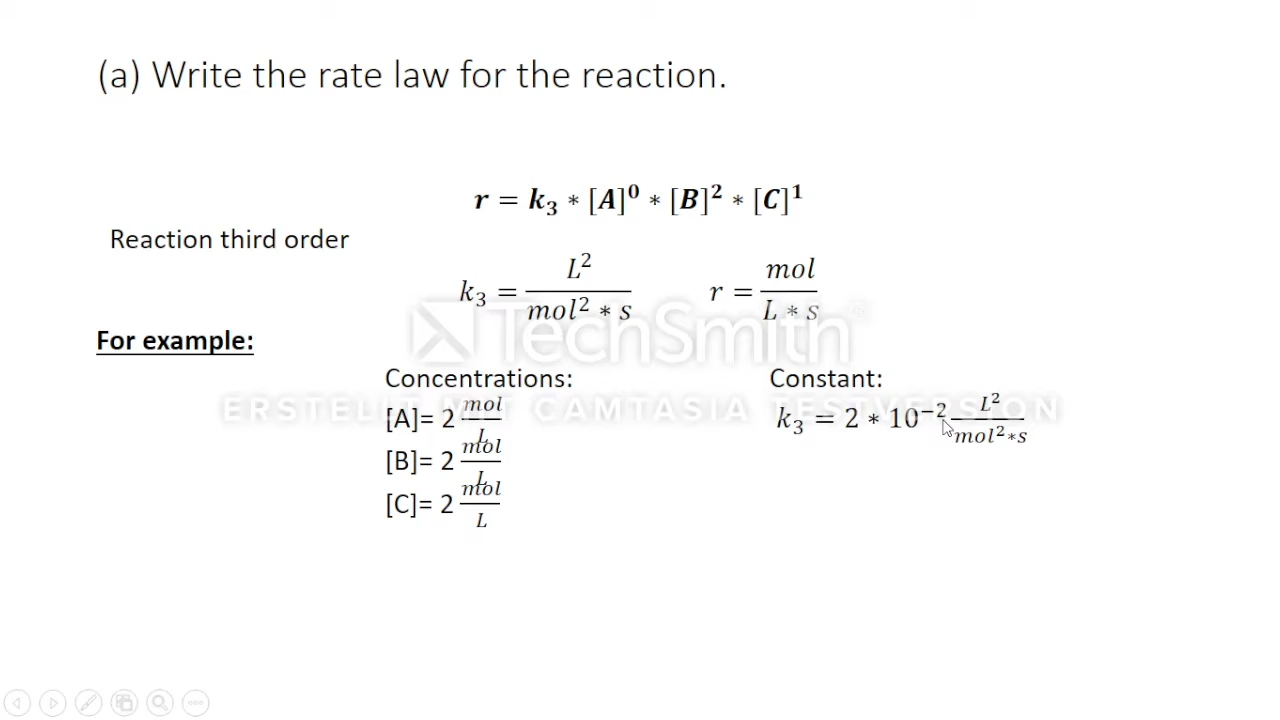 (a) Write the rate law for the reaction.
r = k₃ * [A]⁰ * [B]² * [C]¹
Reaction third order
k₃ = L² / mol² * s
r = mol / L * s
TechSmith®
For example:
Concentrations:
Constant:
ERSTELLT MIT CAMTASIA TESTVERSION
[A]= 2 mol / L
k₃ = 2 * 10⁻² L² / mol²*s
[B]= 2 mol / L
[C]= 2 mol / L